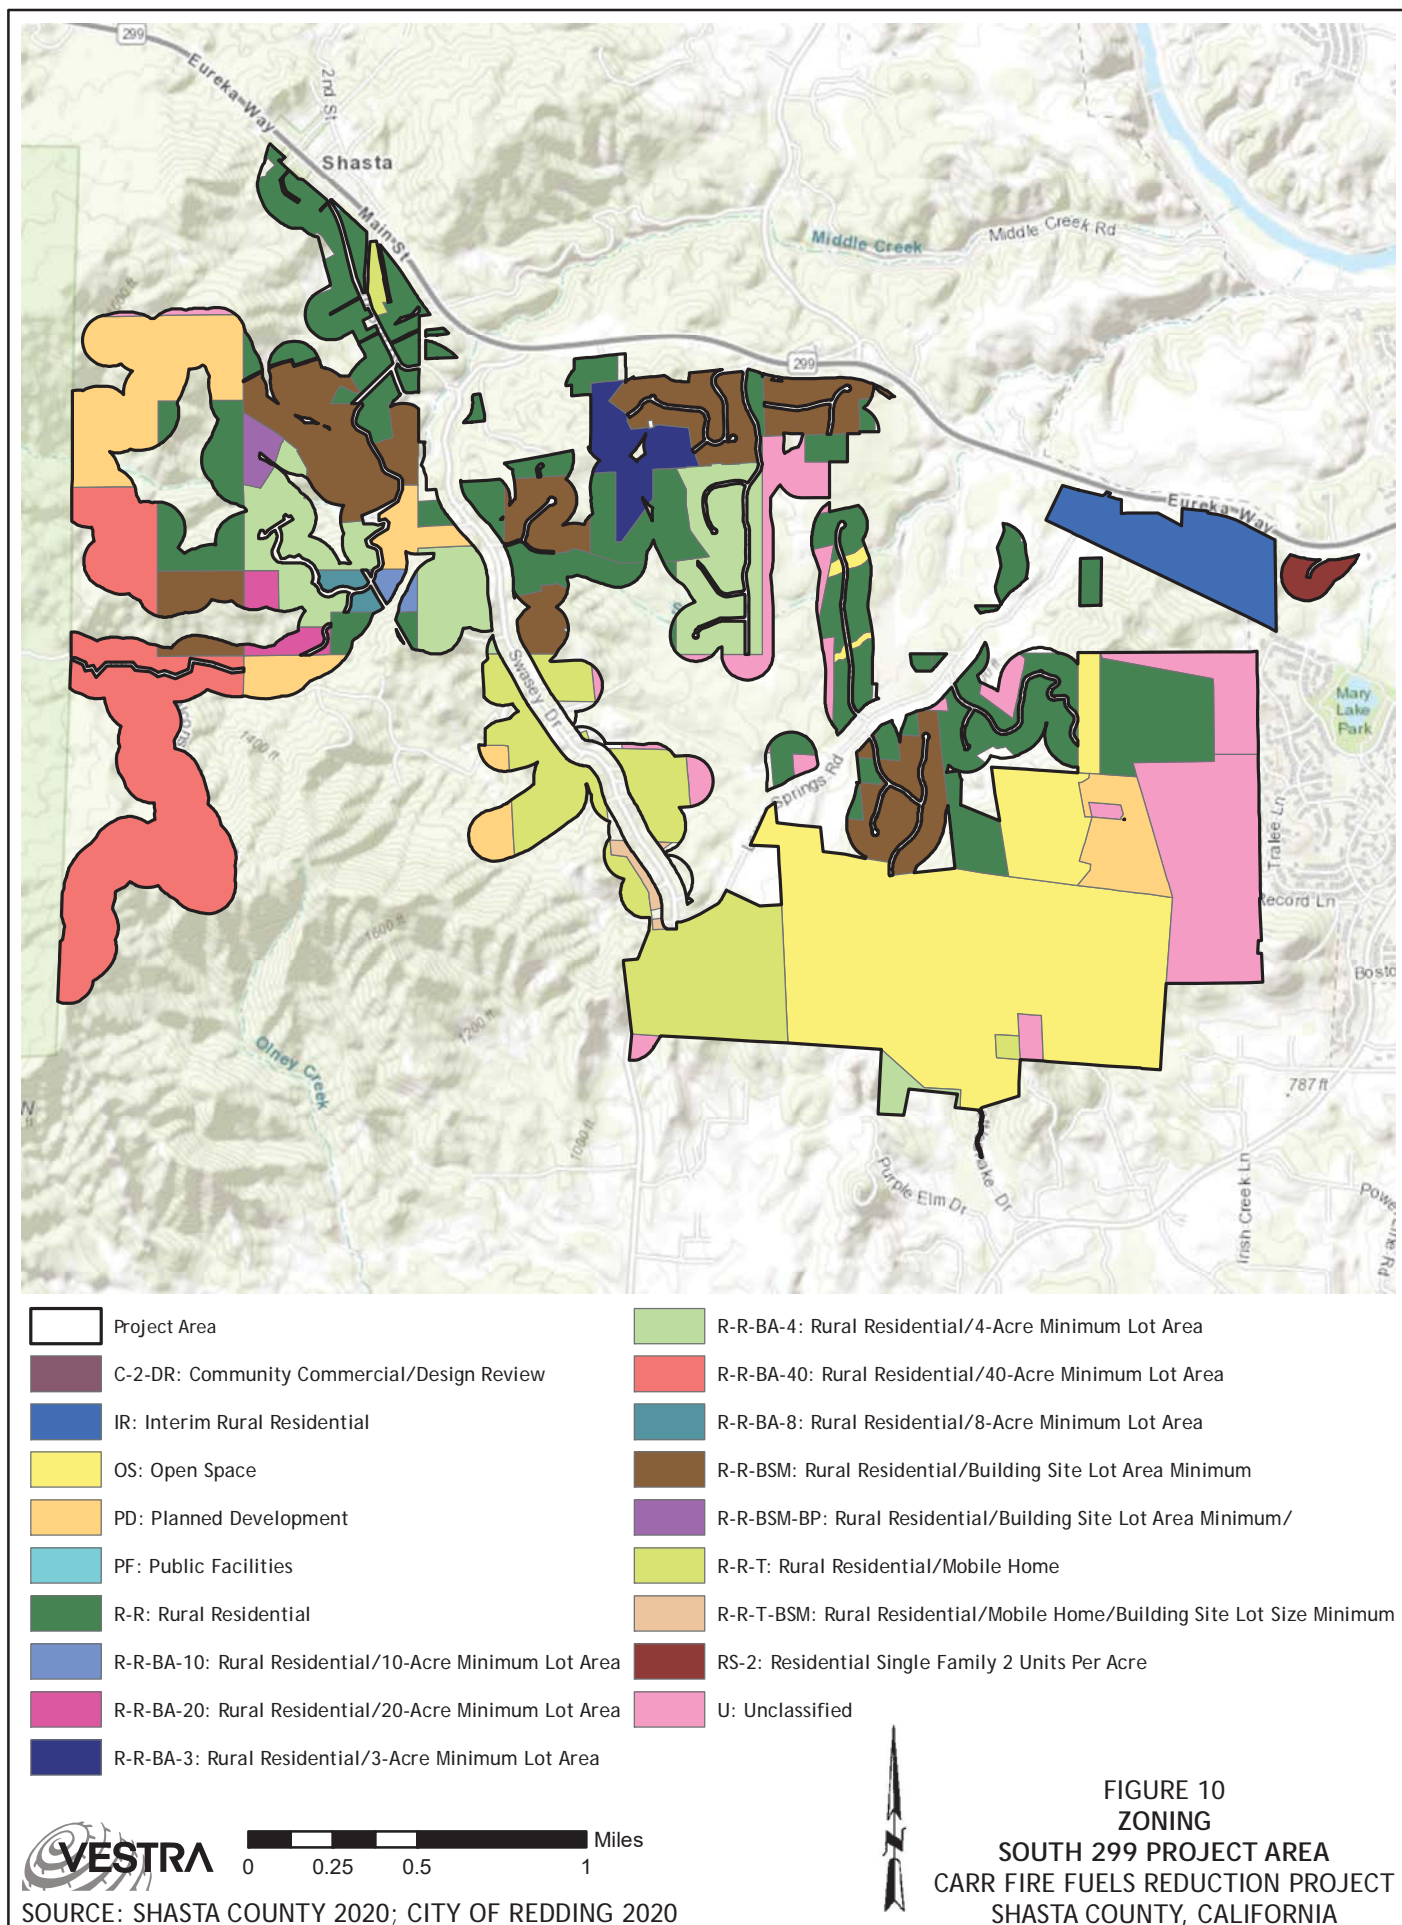 299
Eureka Way
2nd St
Shasta
Main St
Middle Creek
Middle Creek Rd
1600 ft
299
Eureka Way
Swasey Dr
Mary
Lake
Park
1400 ft
Springs Rd
Tralee Ln
Record Ln
1600 ft
Bosto
1200 ft
Olney Creek
787 ft
1080 ft
Purple Elm Dr
Dr
Irish Creek Ln
Project Area
C-2-DR: Community Commercial/Design Review
IR: Interim Rural Residential
OS: Open Space
PD: Planned Development
PF: Public Facilities
R-R: Rural Residential
R-R-BA-10: Rural Residential/10-Acre Minimum Lot Area
R-R-BA-20: Rural Residential/20-Acre Minimum Lot Area
R-R-BA-3: Rural Residential/3-Acre Minimum Lot Area
R-R-BA-4: Rural Residential/4-Acre Minimum Lot Area
R-R-BA-40: Rural Residential/40-Acre Minimum Lot Area
R-R-BA-8: Rural Residential/8-Acre Minimum Lot Area
R-R-BSM: Rural Residential/Building Site Lot Area Minimum
R-R-BSM-BP: Rural Residential/Building Site Lot Area Minimum/
R-R-T: Rural Residential/Mobile Home
R-R-T-BSM: Rural Residential/Mobile Home/Building Site Lot Size Minimum
RS-2: Residential Single Family 2 Units Per Acre
U: Unclassified
VESTRA
Miles
0 0.25 0.5 1
SOURCE: SHASTA COUNTY 2020; CITY OF REDDING 2020
N
FIGURE 10
ZONING
SOUTH 299 PROJECT AREA
CARR FIRE FUELS REDUCTION PROJECT
SHASTA COUNTY, CALIFORNIA